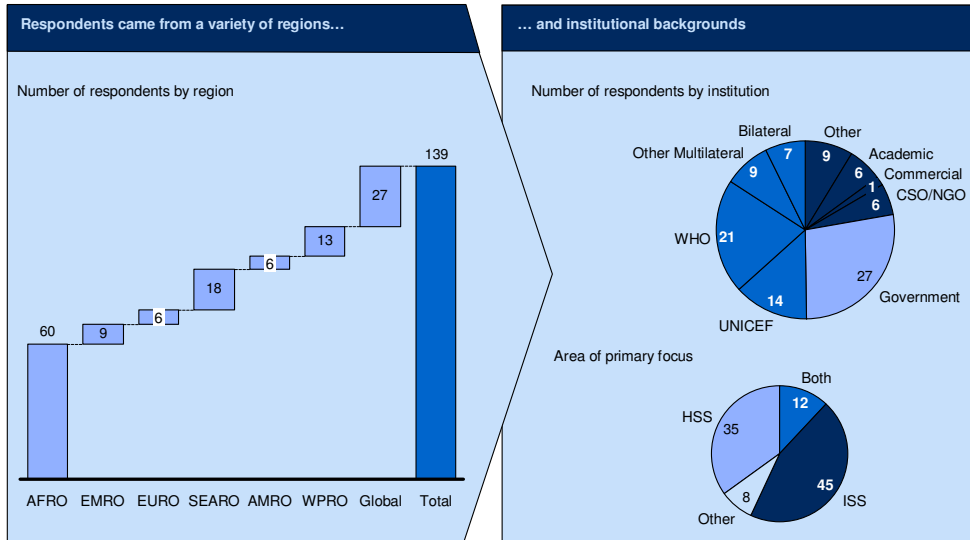 Respondents came from a variety of regions…
… and institutional backgrounds
Number of respondents by region
60
9
6
18
6
13
27
139
AFRO EMRO EURO SEARO AMRO WPRO Global Total
Number of respondents by institution
Bilateral
7
Other
9
Other Multilateral
9
Academic
6
Commercial
1
CSO/NGO
6
WHO
21
27
Government
14
UNICEF
Area of primary focus
Both
12
HSS
35
45
ISS
8
Other